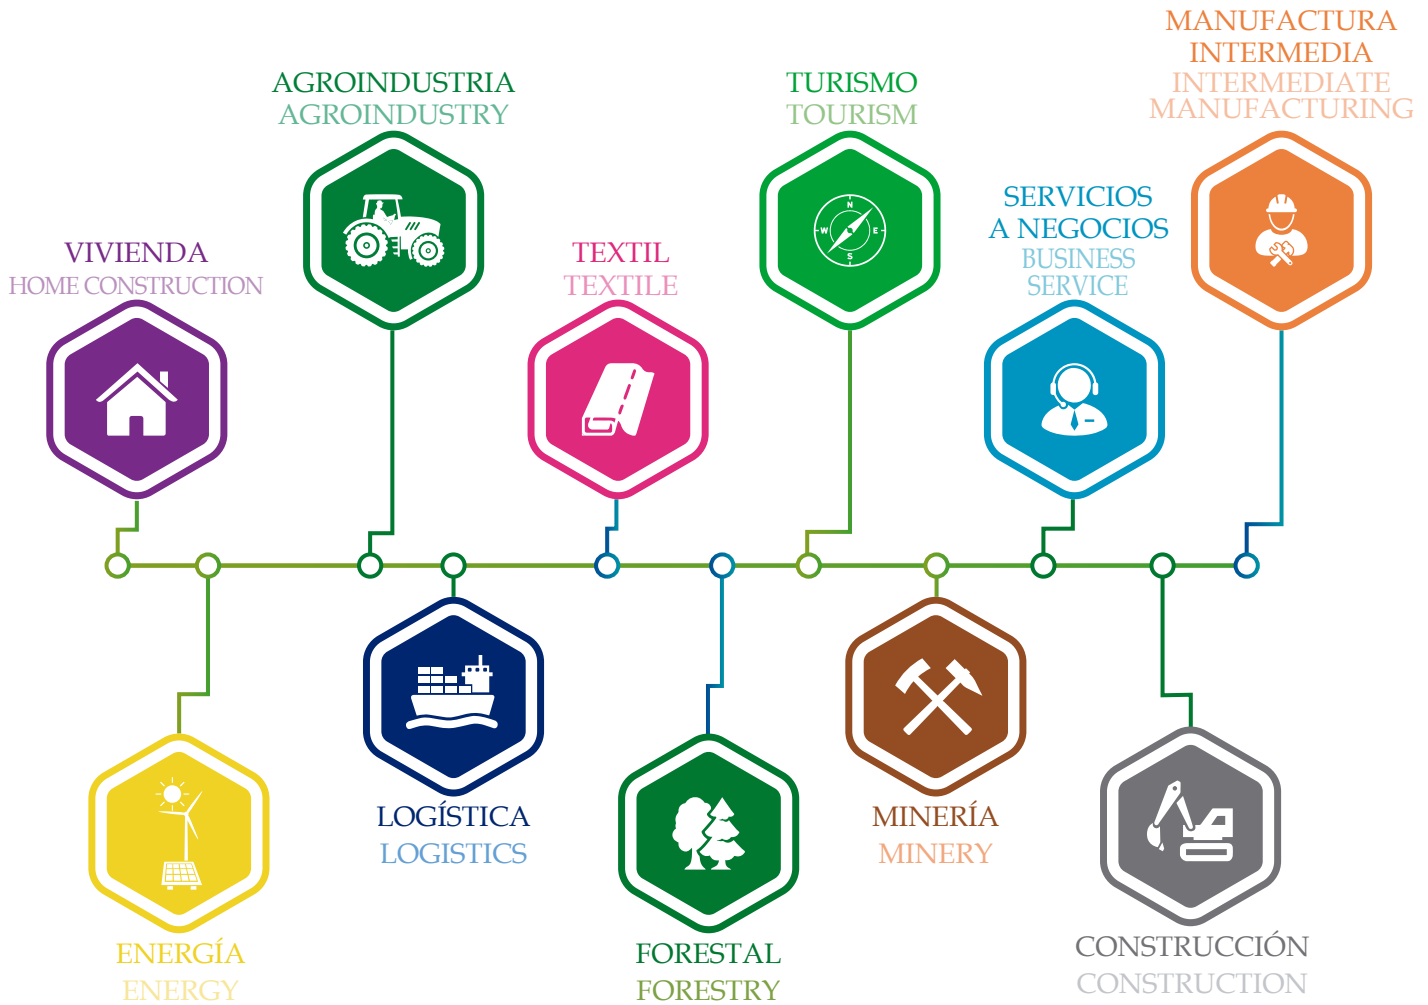 MANUFACTURA
INTERMEDIA
INTERMEDIATE
MANUFACTURING
AGROINDUSTRIA
AGROINDUSTRY
TURISMO
TOURISM
SERVICIOS
A NEGOCIOS
BUSINESS
SERVICE
VIVIENDA
HOME CONSTRUCTION
TEXTIL
TEXTILE
N
W
E
S
LOGÍSTICA
LOGISTICS
MINERÍA
MINERY
ENERGÍA
ENERGY
FORESTAL
FORESTRY
CONSTRUCCIÓN
CONSTRUCTION